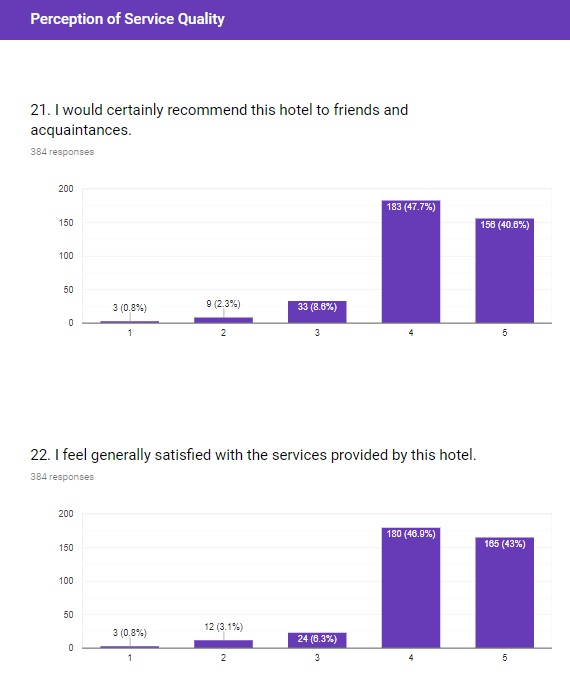 Perception of Service Quality
21. I would certainly recommend this hotel to friends and
acquaintances.
384 responses
200
150
100
50
0
3 (0.8%)
9 (2.3%)
33 (8.6%)
183 (47.7%)
156 (40.6%)
1 2 3 4 5
22. I feel generally satisfied with the services provided by this hotel.
384 responses
200
150
100
50
0
3 (0.8%)
12 (3.1%)
24 (6.3%)
180 (46.9%)
165 (43%)
1 2 3 4 5